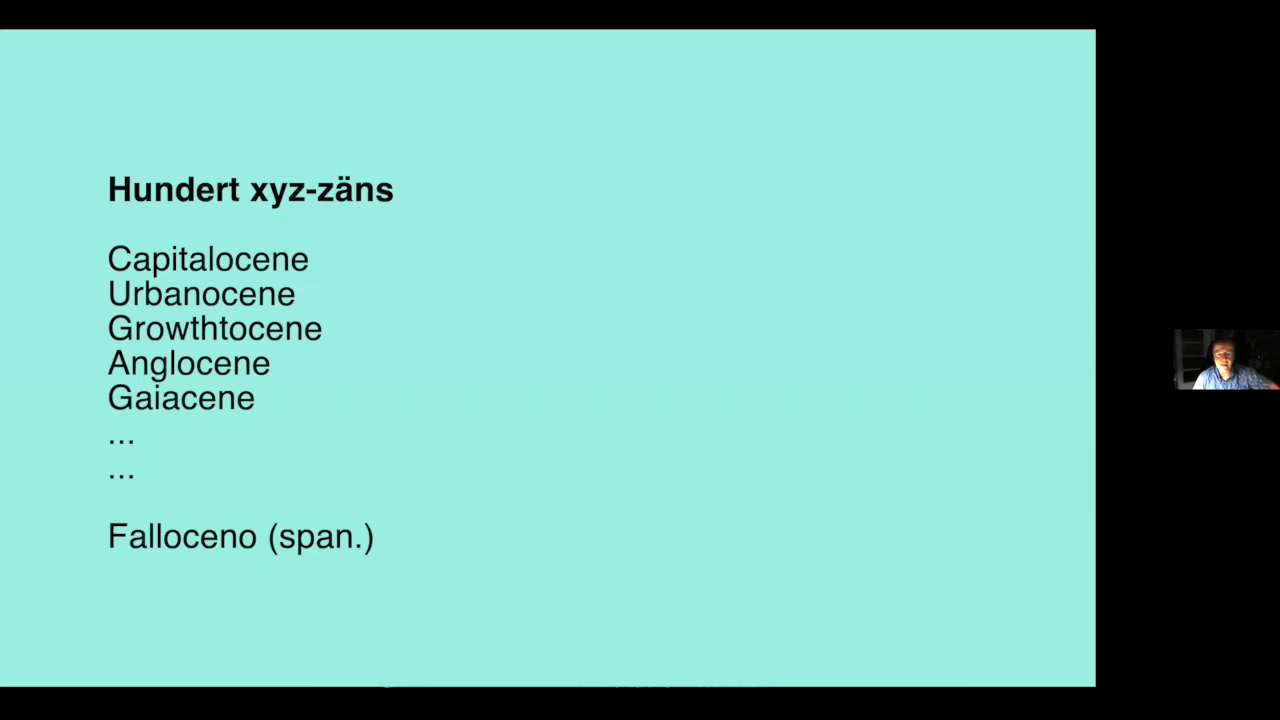 Hundert xyz-zäns
Capitalocene
Urbanocene
Growthtocene
Anglocene
Gaiacene
...
...
Falloceno (span.)